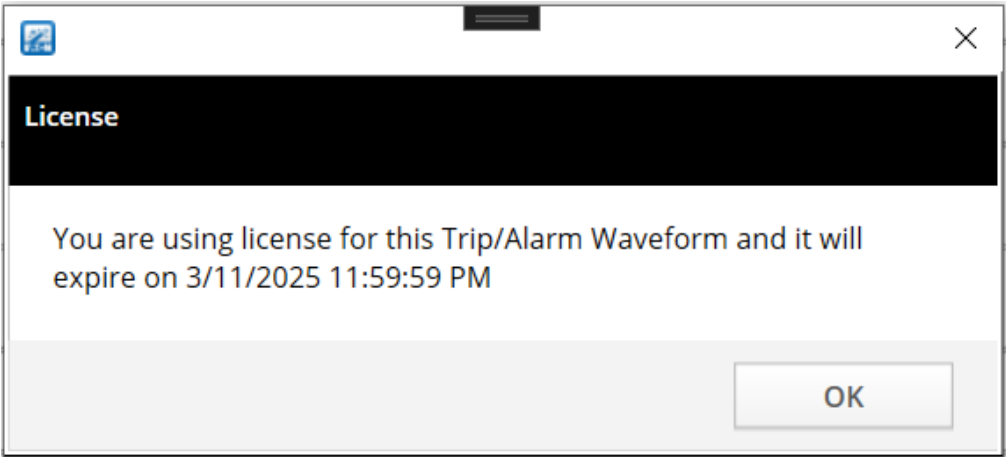 License
You are using license for this Trip/Alarm Waveform and it will
expire on 3/11/2025 11:59:59 PM
OK